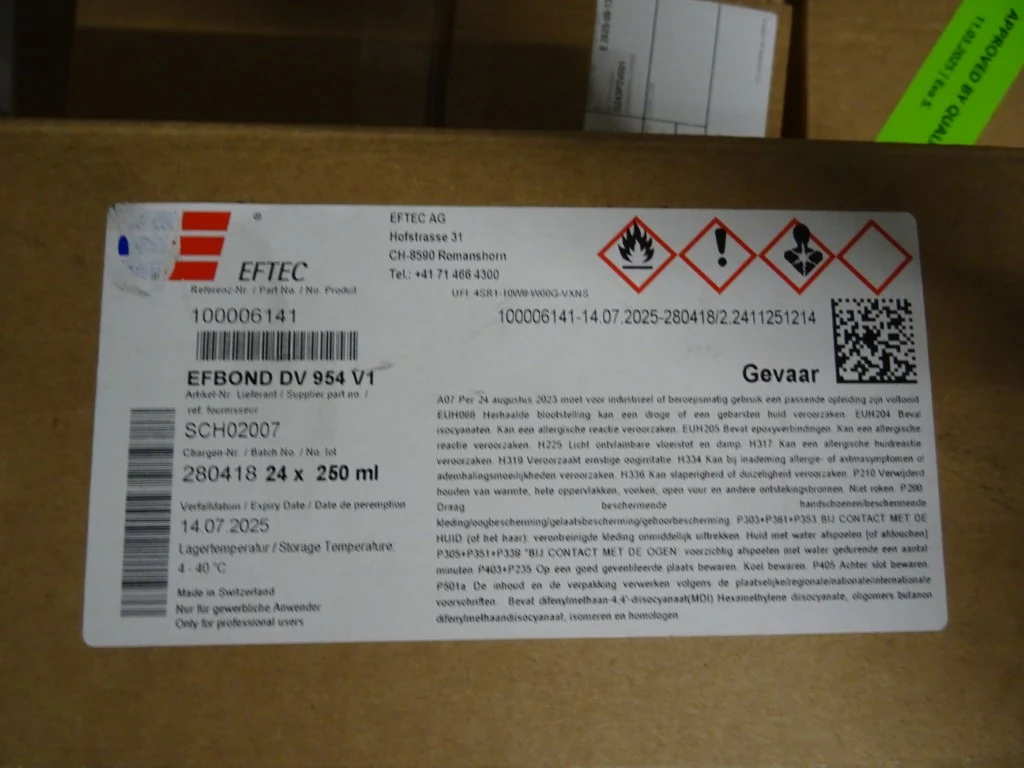 APPROVED BY QUAL
11.03.2025 | Eva S.
EFTEC
®
EFTEC AG
Hofstrasse 31
CH-8590 Romanshorn
Tel.: +41 71 466 4300
UFI: 4SR1-10W9-W00G-VXNS
Referenz-Nr. / Part No. / No. Produit
100006141
100006141-14.07.2025-280418/2.2411251214
Gevaar
EFBOND DV 954 V1
Artikel-Nr. Lieferant / Supplier part no. /
ref. fournisseur
SCH02007
Chargen-Nr. / Batch No. / No. lot
280418 24 x 250 ml
Verfalldatum / Expiry Date / Date de peremption
14.07.2025
Lagertemperatur / Storage Temperature:
4 - 40 °C
Made in Switzerland
Nur für gewerbliche Anwender
Only for professional users
A07 Per 24 augustus 2023 moet voor industrieel of beroepsmatig gebruik een passende opleiding zijn voltooid
EUH066 Herhaalde blootstelling kan een droge of een gebarsten huid veroorzaken. EUH204 Bevat
isocyanaten. Kan een allergische reactie veroorzaken. EUH205 Bevat epoxyverbindingen. Kan een allergische
reactie veroorzaken. H225 Licht ontvlambare vloeistof en damp. H317 Kan een allergische huidreactie
veroorzaken. H319 Veroorzaakt ernstige oogirritatie. H334 Kan bij inademing allergie- of astmasymptomen of
ademhalingsmoeilijkheden veroorzaken. H336 Kan slaperigheid of duizeligheid veroorzaken. P210 Verwijderd
houden van warmte, hete oppervlakken, vonken, open vuur en andere ontstekingsbronnen. Niet roken. P280
Draag beschermende handschoenen/beschermende
kleding/oogbescherming/gelaatsbescherming/gehoorbescherming. P303+P361+P353 BIJ CONTACT MET DE
HUID (of het haar): verontreinigde kleding onmiddellijk uittrekken. Huid met water afspoelen [of afdouchen]
P305+P351+P338 "BIJ CONTACT MET DE OGEN: voorzichtig afspoelen met water gedurende een aantal
minuten P403+P235 Op een goed geventileerde plaats bewaren. Koel bewaren. P405 Achter slot bewaren.
P501a De inhoud en de verpakking verwerken volgens de plaatselijke/regionale/nationale/internationale
voorschriften. Bevat difenylmethaan-4,4'-diisocyanaat(MDI) Hexamethylene diisocyanate, oligomers butanon
difenylmethaandiisocyanaat, isomeren en homologen